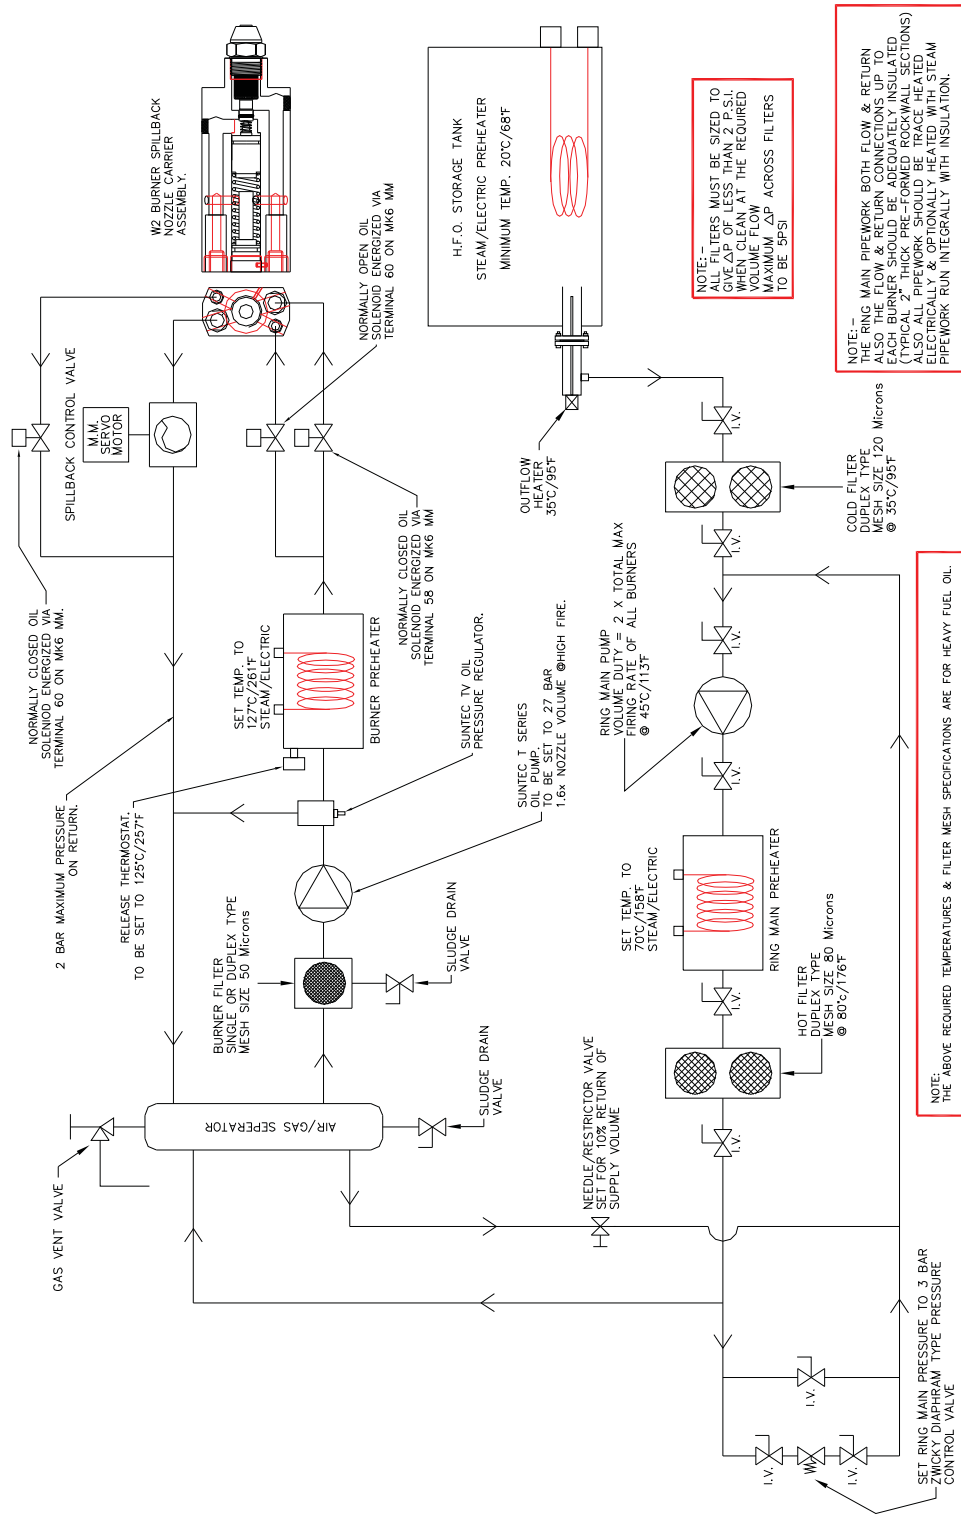 W2 BURNER SPILLBACK
NOZZLE CARRIER
ASSEMBLY.
H.F.O. STORAGE TANK
STEAM/ELECTRIC PREHEATER
MINIMUM TEMP. 20°C/68°F
NOTE:-
ALL FILTERS MUST BE SIZED TO
GIVE △P OF LESS THAN 2 P.S.I.
WHEN CLEAN AT THE REQUIRED
VOLUME FLOW
MAXIMUM △P ACROSS FILTERS
TO BE 5PSI
NOTE:-
THE RING MAIN PIPEWORK BOTH FLOW & RETURN
ALSO THE FLOW & RETURN CONNECTIONS UP TO
EACH BURNER SHOULD BE ADEQUATELY INSULATED
(TYPICAL 2" THICK PRE-FORMED ROCKWALL SECTIONS)
ALSO ALL PIPEWORK SHOULD BE TRACE HEATED
ELECTRICALLY & OPTIONALLY HEATED WITH STEAM
PIPEWORK RUN INTEGRALLY WITH INSULATION.
NORMALLY OPEN OIL
SOLENOID ENERGIZED VIA
TERMINAL 60 ON MK6 MM
SPILLBACK CONTROL VALVE
M.M.
SERVO
MOTOR
NORMALLY CLOSED OIL
SOLENIOD ENERGIZED VIA
TERMINAL 60 ON MK6 MM.
NORMALLY CLOSED OIL
SOLENOID ENERGIZED VIA
TERMINAL 58 ON MK6 MM
OUTFLOW
HEATER
35°C/95°F
I.V.
COLD FILTER
DUPLEX TYPE
MESH SIZE 120 Microns
@ 35°C/95°F
I.V.
I.V.
RING MAIN PUMP
VOLUME DUTY = 2 X TOTAL MAX
FIRING RATE OF ALL BURNERS
@ 45°C/113°F
I.V.
SET TEMP. TO
127°C/261°F
STEAM/ELECTRIC
BURNER PREHEATER
2 BAR MAXIMUM PRESSURE
ON RETURN.
RELEASE THERMOSTAT.
TO BE SET TO 125°C/257°F
SUNTEC TV OIL
PRESSURE REGULATOR.
SUNTEC T SERIES
OIL PUMP.
TO BE SET TO 27 BAR
1.6x NOZZLE VOLUME @HIGH FIRE.
BURNER FILTER
SINGLE OR DUPLEX TYPE
MESH SIZE 50 Microns
SLUDGE DRAIN
VALVE
SET TEMP. TO
70°C/158°F
STEAM/ELECTRIC
RING MAIN PREHEATER
I.V.
HOT FILTER
DUPLEX TYPE
MESH SIZE 80 Microns
@ 80°c/176°F
I.V.
NOTE:
THE ABOVE REQUIRED TEMPERATURES & FILTER MESH SPECIFICATIONS ARE FOR HEAVY FUEL OIL.
GAS VENT VALVE
AIR/GAS SEPERATOR
SLUDGE DRAIN
VALVE
NEEDLE/RESTRICTOR VALVE
SET FOR 10% RETURN OF
SUPPLY VOLUME
I.V.
I.V.
I.V.
SET RING MAIN PRESSURE TO 3 BAR
ZWICKY DIAPHRAM TYPE PRESSURE
CONTROL VALVE